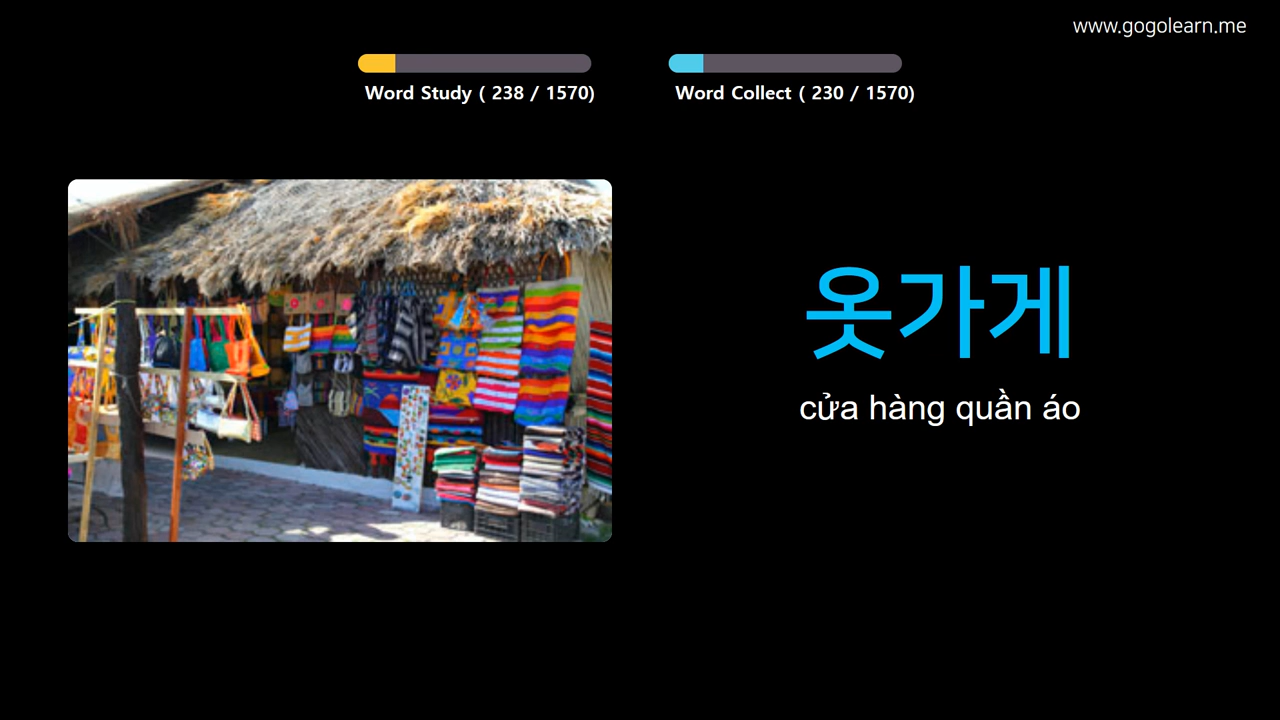 www.gogolearn.me
Word Study ( 238 / 1570)
Word Collect ( 230 / 1570)
옷가게
cửa hàng quần áo